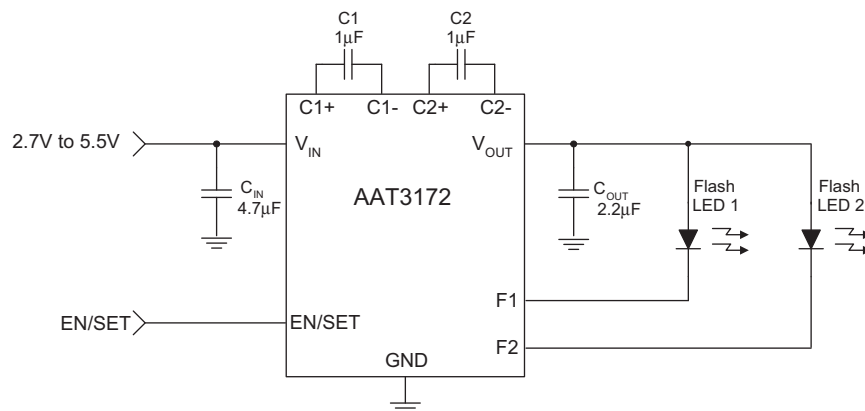 C1
1μF
C2
1μF
C1+ C1- C2+ C2-
2.7V to 5.5V
VIN
VOUT
CIN
4.7μF
AAT3172
COUT
2.2μF
Flash
LED 1
Flash
LED 2
F1
EN/SET
EN/SET
F2
GND